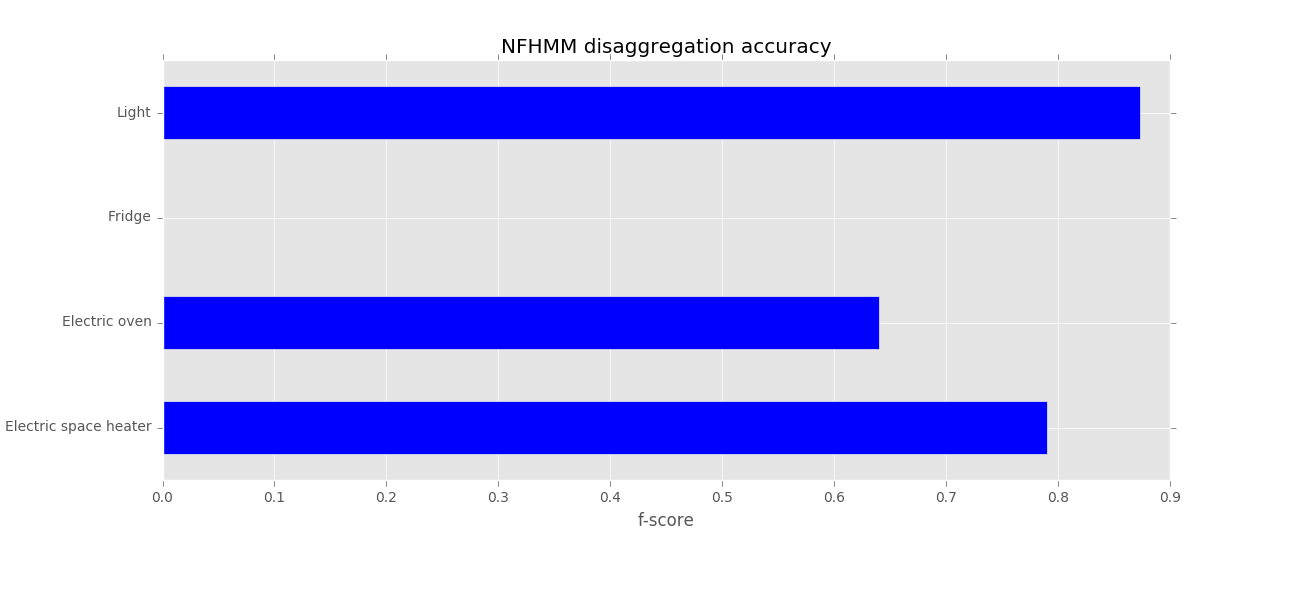 NFHMM disaggregation accuracy
Light
Fridge
Electric oven
Electric space heater
0.0 0.1 0.2 0.3 0.4 0.5 0.6 0.7 0.8 0.9
f-score